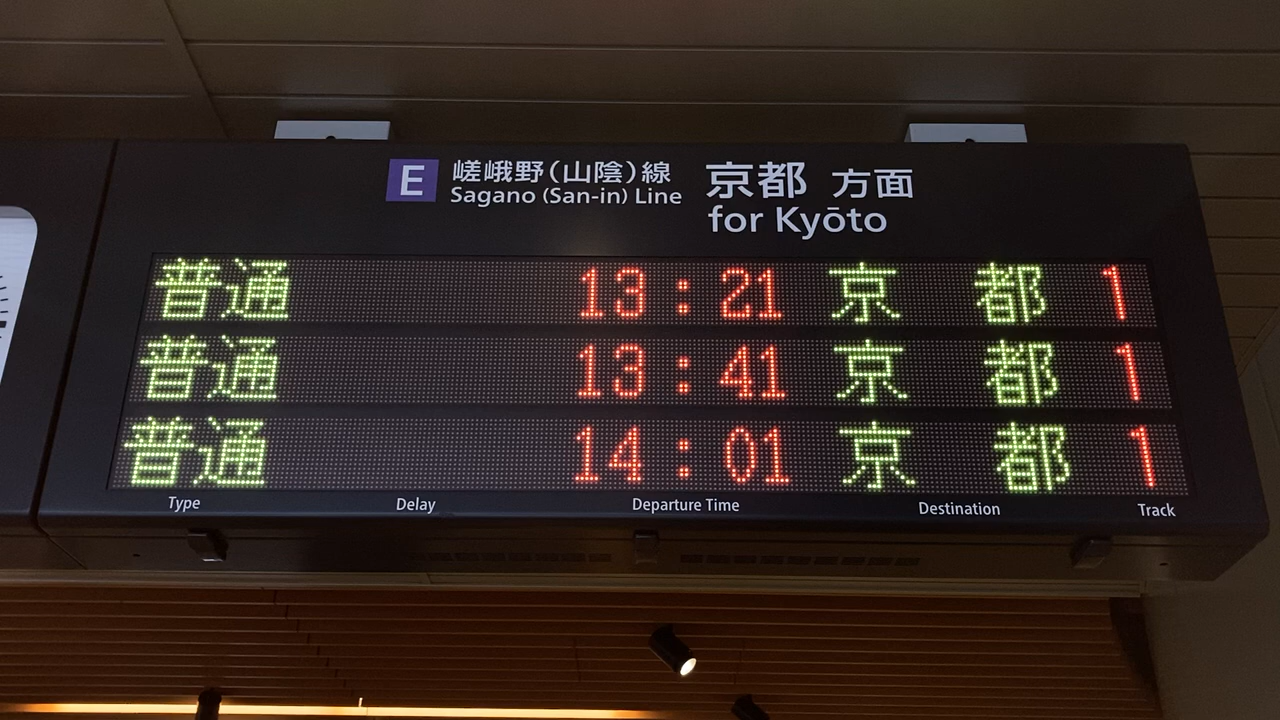 E 嵯峨野(山陰)線 京都 方面
Sagano (San-in) Line for Kyōto
普通 13:21 京都 1
普通 13:41 京都 1
普通 14:01 京都 1
Type Delay Departure Time Destination Track